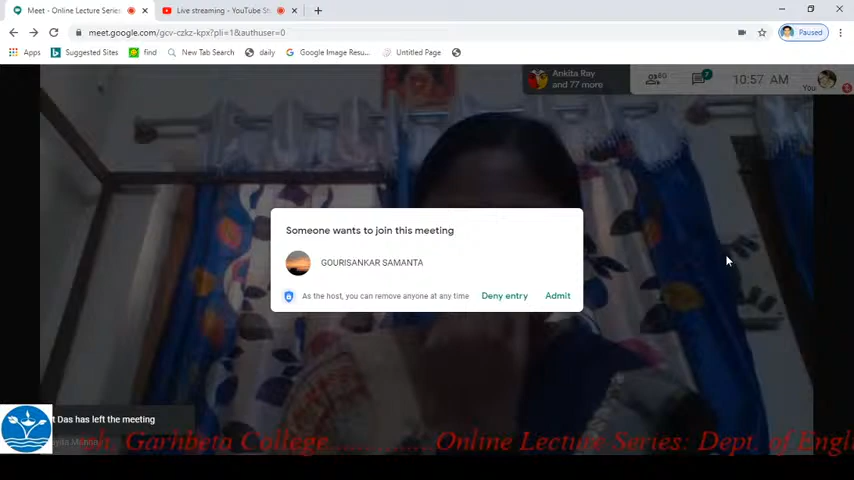 Meet - Online Lecture Series:
Live streaming - YouTube St
meet.google.com/gcv-czkz-kpx?pli=1&authuser=0
Paused
Apps
Suggested Sites
find
New Tab Search
daily
Google Image Resu...
Untitled Page
Ankita Ray
and 77 more
80
7
10:57 AM
You
Someone wants to join this meeting
GOURISANKAR SAMANTA
As the host, you can remove anyone at any time
Deny entry
Admit
t Das has left the meeting
sh, Garhbeta College................Online Lecture Series: Dept. of Engl